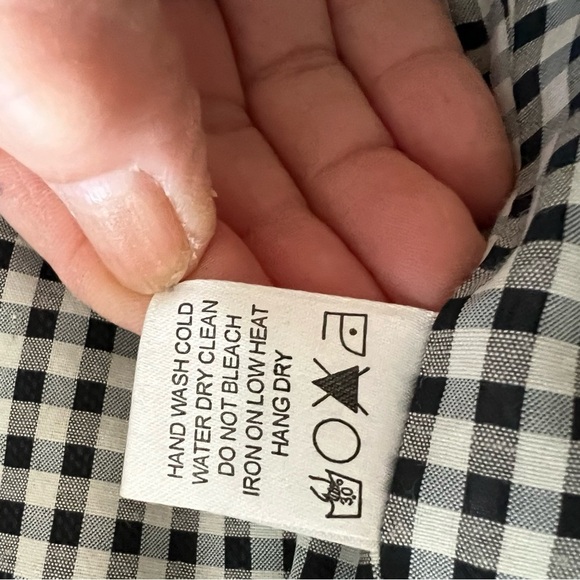 HAND WASH COLD
WATER DRY CLEAN
DO NOT BLEACH
IRON ON LOW HEAT
HANG DRY